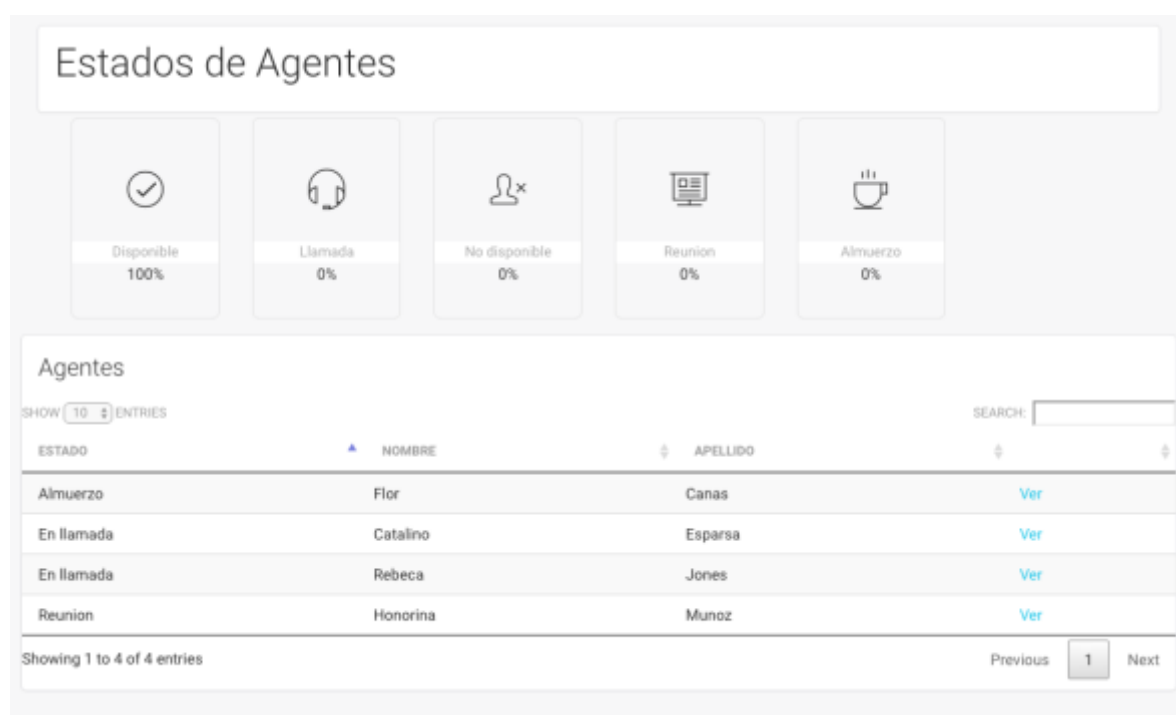 Estados de Agentes
Disponible Llamada No disponible Reunion Almuerzo
100% 0% 0% 0% 0%
Agentes
SHOW 10 ENTRIES SEARCH:
ESTADO NOMBRE APELLIDO
Almuerzo Flor Canas Ver
En llamada Catalino Esparsa Ver
En llamada Rebeca Jones Ver
Reunion Honorina Munoz Ver
Showing 1 to 4 of 4 entries Previous 1 Next